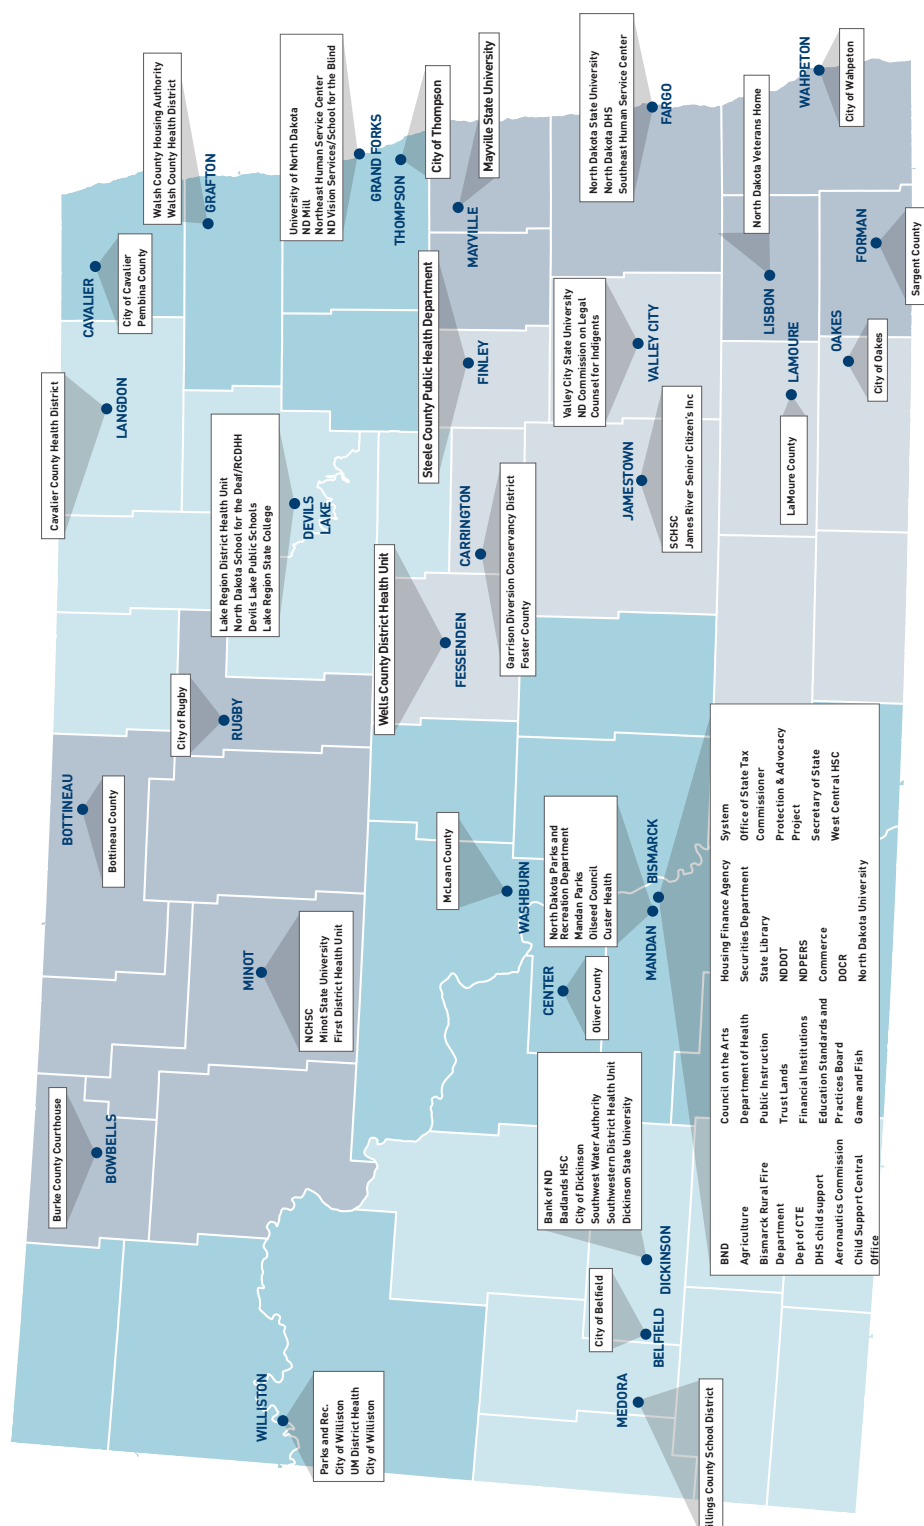 WILLISTON
Parks and Rec.
City of Williston
UM District Health
City of Williston
Burke County Courthouse
BOWBELLS
MINOT
NCHSC
Minot State University
First District Health Unit
BOTTINEAU
Bottineau County
City of Rugby
RUGBY
Cavalier County Health District
LANGDON
CAVALIER
City of Cavalier
Pembina County
Walsh County Housing Authority
Walsh County Health District
GRAFTON
Lake Region District Health Unit
North Dakota School for the Deaf/RCDHH
Devils Lake Public Schools
Lake Region State College
DEVILS
LAKE
University of North Dakota
ND Mill
Northeast Human Service Center
ND Vision Services/School for the Blind
GRAND FORKS
THOMPSON
City of Thompson
Mayville State University
MAYVILLE
Steele County Public Health Department
FINLEY
Wells County District Health Unit
FESSENDEN
CARRINGTON
Garrison Diversion Conservancy District
Foster County
McLean County
WASHBURN
CENTER
Oliver County
North Dakota Parks and
Recreation Department
Mandan Parks
Oilseed Council
Custer Health
MANDAN
BISMARCK
Bank of ND
Badlands HSC
City of Dickinson
Southwest Water Authority
Southwestern District Health Unit
Dickinson State University
DICKINSON
City of Belfield
BELFIELD
MEDORA
illings County School District
BND
Agriculture
Bismarck Rural Fire
Department
Dept of CTE
DHS child support
Aeronautics Commission
Child Support Central
Office
Council on the Arts
Department of Health
Public Instruction
Trust Lands
Financial Institutions
Education Standards and
Practices Board
Game and Fish
Housing Finance Agency
Securities Department
State Library
NDDOT
NDPERS
Commerce
DOCR
North Dakota University
System
Office of State Tax
Commissioner
Protection & Advocacy
Project
Secretary of State
West Central HSC
JAMESTOWN
SCHSC
James River Senior Citizen's Inc
Valley City State University
ND Commission on Legal
Counsel for Indigents
VALLEY CITY
North Dakota State University
North Dakota DHS
Southeast Human Service Center
FARGO
North Dakota Veterans Home
LISBON
LAMOURE
LaMoure County
OAKES
City of Oakes
FORMAN
Sargent County
WAHPETON
City of Wahpeton